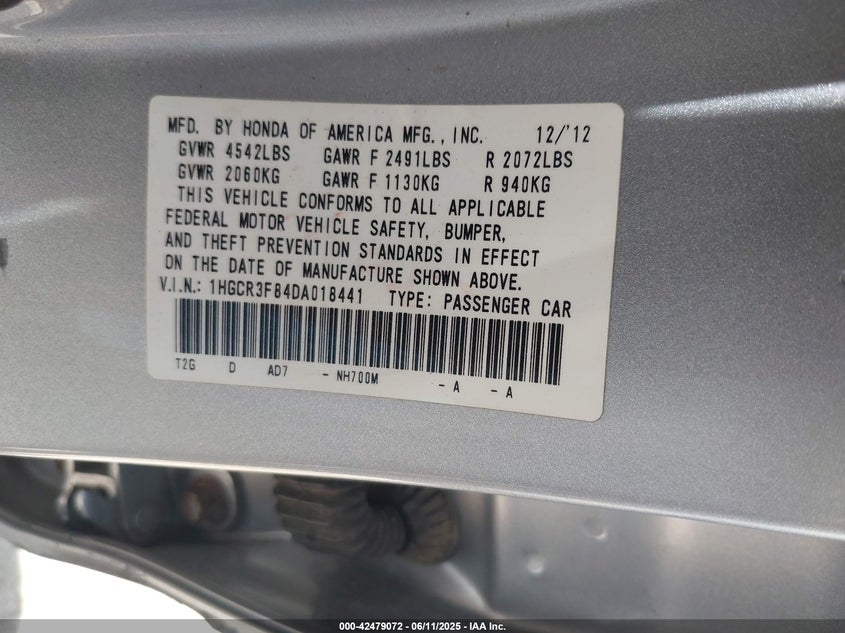 MFD. BY HONDA OF AMERICA MFG., INC. 12/'12
GVWR 4542LBS GAWR F 2491LBS R 2072LBS
GVWR 2060KG GAWR F 1130KG R 940KG
THIS VEHICLE CONFORMS TO ALL APPLICABLE
FEDERAL MOTOR VEHICLE SAFETY, BUMPER,
AND THEFT PREVENTION STANDARDS IN EFFECT
ON THE DATE OF MANUFACTURE SHOWN ABOVE.
V.I.N.: 1HGCR3F84DA018441 TYPE: PASSENGER CAR
T2G D AD7 - NH700M - A - A
000-42479072 - 06/11/2025 - IAA Inc.